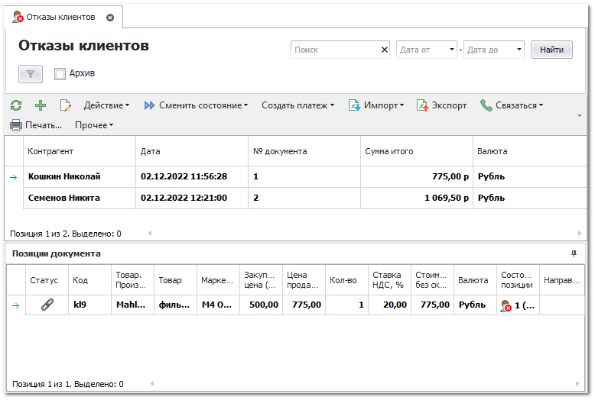 Отказы клиентов
Отказы клиентов
Поиск Дата от - Дата до Найти
Архив
Действие Сменить состояние Создать платеж Импорт Экспорт Связаться
Печать... Прочее
Контрагент Дата № документа Сумма итого Валюта
Кошкин Николай 02.12.2022 11:56:28 1 775,00 р Рубль
Семенов Никита 02.12.2022 12:21:00 2 1 069,50 р Рубль
Позиция 1 из 2. Выделено: 0
Позиции документа
Статус Код Товар. Произ... Товар Марке... Закуп... цена (... Цена прода... Кол-во Ставка НДС, % Стоим... без ск... Валюта Состо... позиции Направ...
kl9 Mahl... филь... M4 O... 500,00 775,00 1 20,00 775,00 Рубль 1 (...
Позиция 1 из 1. Выделено: 0